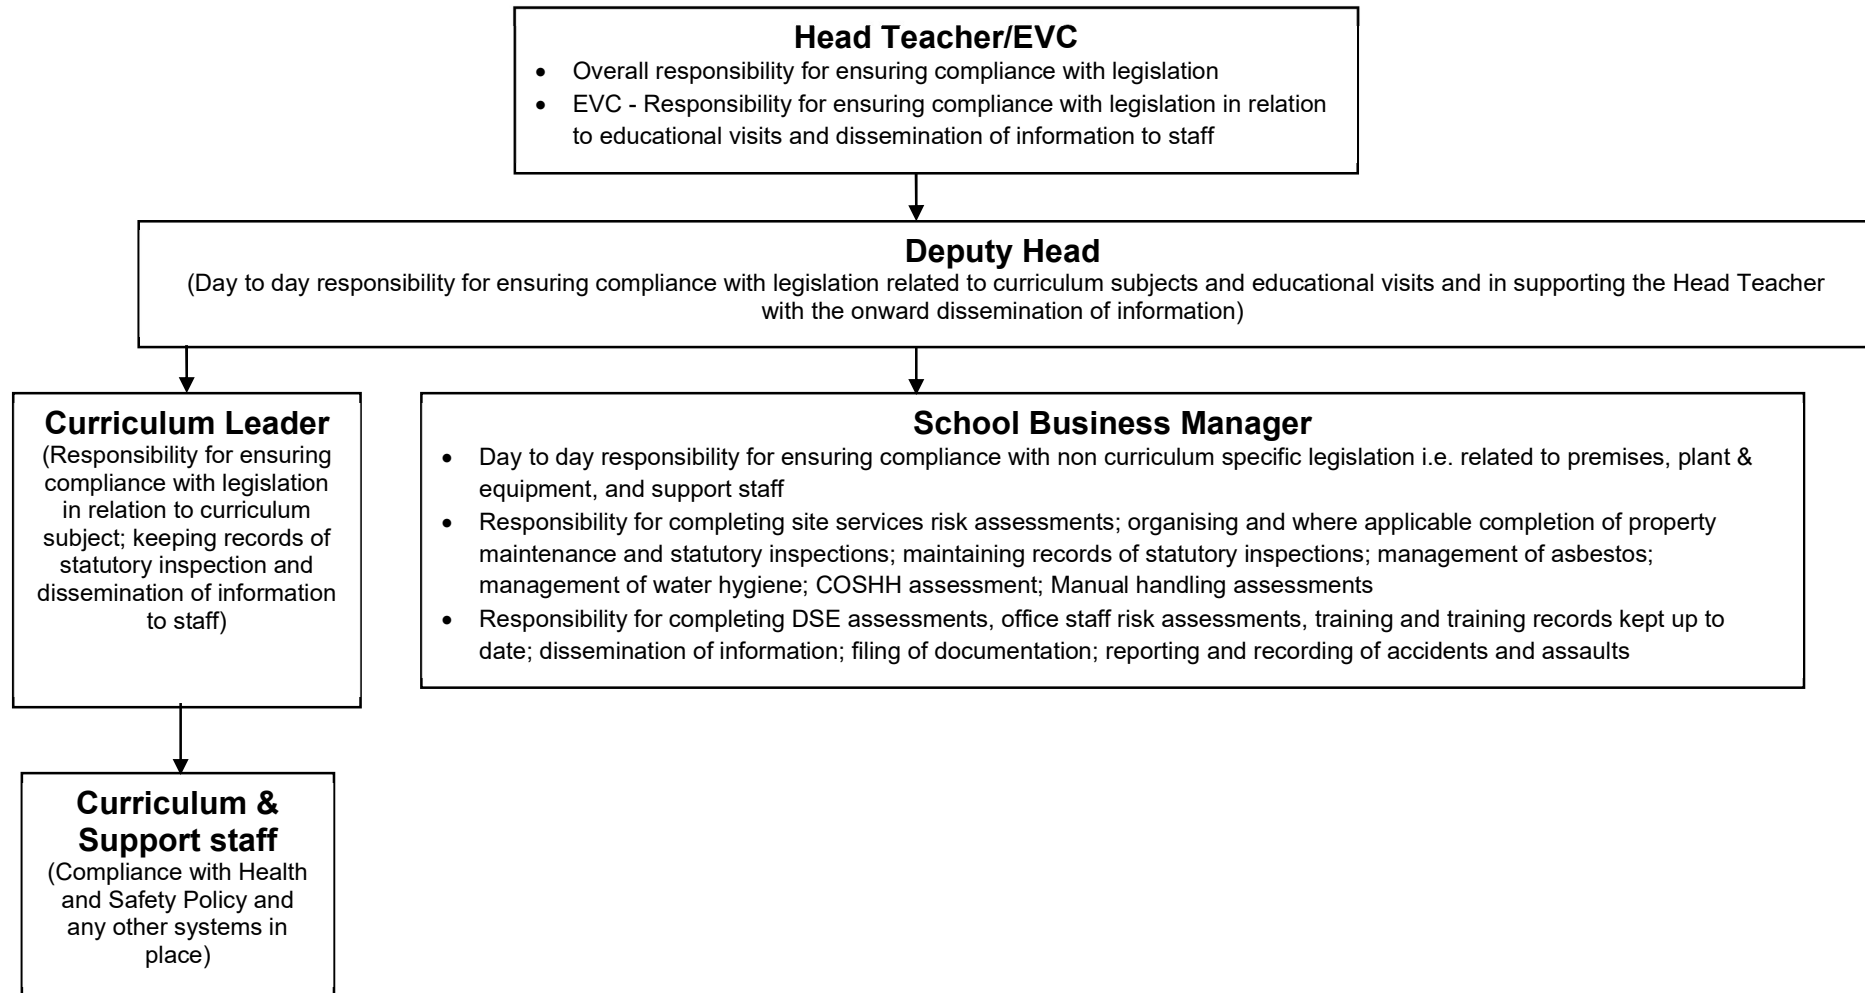 Head Teacher/EVC
• Overall responsibility for ensuring compliance with legislation
• EVC - Responsibility for ensuring compliance with legislation in relation
to educational visits and dissemination of information to staff
Deputy Head
(Day to day responsibility for ensuring compliance with legislation related to curriculum subjects and educational visits and in supporting the Head Teacher
with the onward dissemination of information)
Curriculum Leader
(Responsibility for ensuring
compliance with legislation
in relation to curriculum
subject; keeping records of
statutory inspection and
dissemination of information
to staff)
School Business Manager
• Day to day responsibility for ensuring compliance with non curriculum specific legislation i.e. related to premises, plant &
equipment, and support staff
• Responsibility for completing site services risk assessments; organising and where applicable completion of property
maintenance and statutory inspections; maintaining records of statutory inspections; management of asbestos;
management of water hygiene; COSHH assessment; Manual handling assessments
• Responsibility for completing DSE assessments, office staff risk assessments, training and training records kept up to
date; dissemination of information; filing of documentation; reporting and recording of accidents and assaults
Curriculum &
Support staff
(Compliance with Health
and Safety Policy and
any other systems in
place)